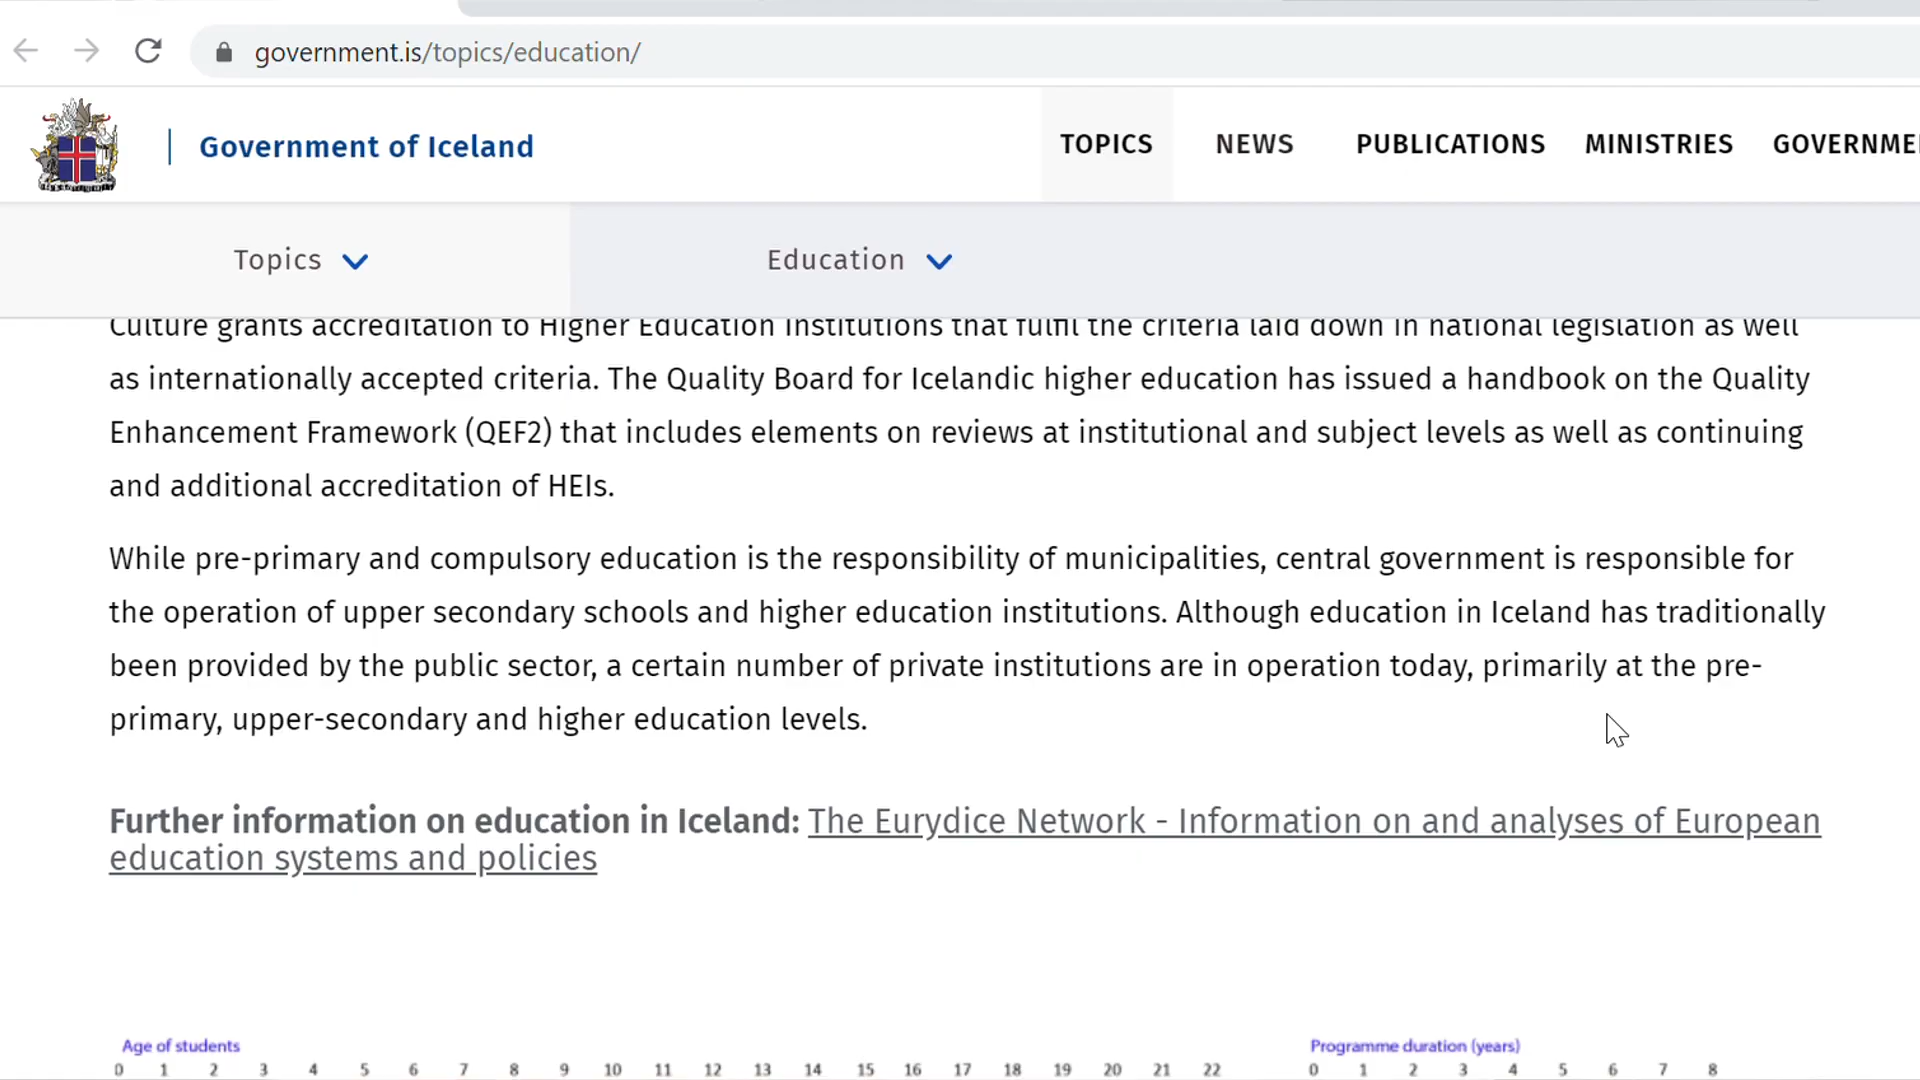 government.is/topics/education/
Government of Iceland
TOPICS NEWS PUBLICATIONS MINISTRIES GOVERNME
Topics Education
Culture grants accreditation to Higher Education Institutions that fulfil the criteria laid down in national legislation as well
as internationally accepted criteria. The Quality Board for Icelandic higher education has issued a handbook on the Quality
Enhancement Framework (QEF2) that includes elements on reviews at institutional and subject levels as well as continuing
and additional accreditation of HEIs.
While pre-primary and compulsory education is the responsibility of municipalities, central government is responsible for
the operation of upper secondary schools and higher education institutions. Although education in Iceland has traditionally
been provided by the public sector, a certain number of private institutions are in operation today, primarily at the pre-
primary, upper-secondary and higher education levels.
Further information on education in Iceland: The Eurydice Network - Information on and analyses of European
education systems and policies
Age of students Programme duration (years)
0 1 2 3 4 5 6 7 8 9 10 11 12 13 14 15 16 17 18 19 20 21 22 0 1 2 3 4 5 6 7 8